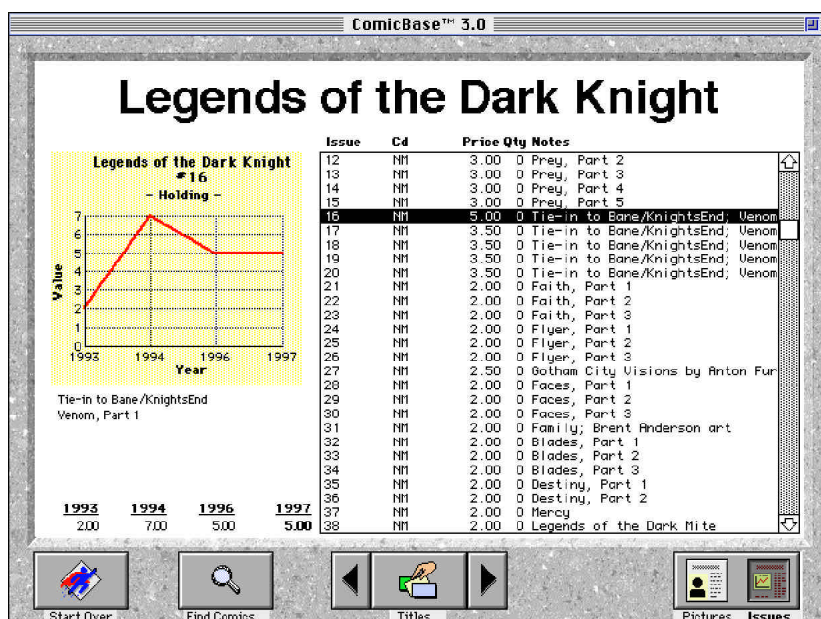 ComicBase™ 3.0
Legends of the Dark Knight
Legends of the Dark Knight
#16
- Holding -
7
6
5
4
3
2
1
0
Value
1993 1994 1996 1997
Year
Tie-in to Bane/KnightsEnd
Venom, Part 1
1993 1994 1996 1997
2.00 7.00 5.00 5.00
Issue Cd Price Qty Notes
12 NM 3.00 0 Prey, Part 2
13 NM 3.00 0 Prey, Part 3
14 NM 3.00 0 Prey, Part 4
15 NM 3.00 0 Prey, Part 5
16 NM 5.00 0 Tie-in to Bane/KnightsEnd; Venom
17 NM 3.50 0 Tie-in to Bane/KnightsEnd; Venom
18 NM 3.50 0 Tie-in to Bane/KnightsEnd; Venom
19 NM 3.50 0 Tie-in to Bane/KnightsEnd; Venom
20 NM 3.50 0 Tie-in to Bane/KnightsEnd; Venom
21 NM 2.00 0 Faith, Part 1
22 NM 2.00 0 Faith, Part 2
23 NM 2.00 0 Faith, Part 3
24 NM 2.00 0 Flyer, Part 1
25 NM 2.00 0 Flyer, Part 2
26 NM 2.00 0 Flyer, Part 3
27 NM 2.50 0 Gotham City Visions by Anton Fur
28 NM 2.00 0 Faces, Part 1
29 NM 2.00 0 Faces, Part 2
30 NM 2.00 0 Faces, Part 3
31 NM 2.00 0 Family; Brent Anderson art
32 NM 2.00 0 Blades, Part 1
33 NM 2.00 0 Blades, Part 2
34 NM 2.00 0 Blades, Part 3
35 NM 2.00 0 Destiny, Part 1
36 NM 2.00 0 Destiny, Part 2
37 NM 2.00 0 Mercy
38 NM 2.00 0 Legends of the Dark Mite
Start Over Find Comics Titles Pictures Issues